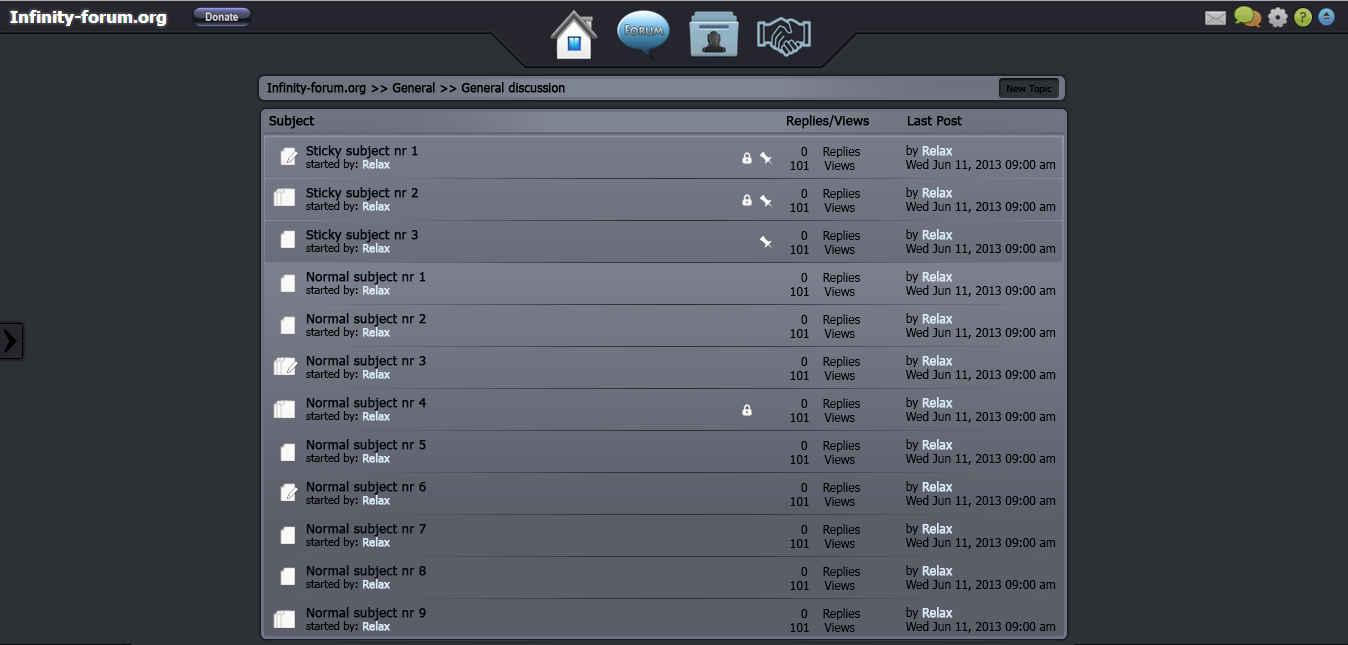 Infinity-forum.org
Donate
FORUM
?
Infinity-forum.org >> General >> General discussion
New Topic
Subject Replies/Views Last Post
Sticky subject nr 1 0 Replies by Relax
started by: Relax 101 Views Wed Jun 11, 2013 09:00 am
Sticky subject nr 2 0 Replies by Relax
started by: Relax 101 Views Wed Jun 11, 2013 09:00 am
Sticky subject nr 3 0 Replies by Relax
started by: Relax 101 Views Wed Jun 11, 2013 09:00 am
Normal subject nr 1 0 Replies by Relax
started by: Relax 101 Views Wed Jun 11, 2013 09:00 am
Normal subject nr 2 0 Replies by Relax
started by: Relax 101 Views Wed Jun 11, 2013 09:00 am
Normal subject nr 3 0 Replies by Relax
started by: Relax 101 Views Wed Jun 11, 2013 09:00 am
Normal subject nr 4 0 Replies by Relax
started by: Relax 101 Views Wed Jun 11, 2013 09:00 am
Normal subject nr 5 0 Replies by Relax
started by: Relax 101 Views Wed Jun 11, 2013 09:00 am
Normal subject nr 6 0 Replies by Relax
started by: Relax 101 Views Wed Jun 11, 2013 09:00 am
Normal subject nr 7 0 Replies by Relax
started by: Relax 101 Views Wed Jun 11, 2013 09:00 am
Normal subject nr 8 0 Replies by Relax
started by: Relax 101 Views Wed Jun 11, 2013 09:00 am
Normal subject nr 9 0 Replies by Relax
started by: Relax 101 Views Wed Jun 11, 2013 09:00 am